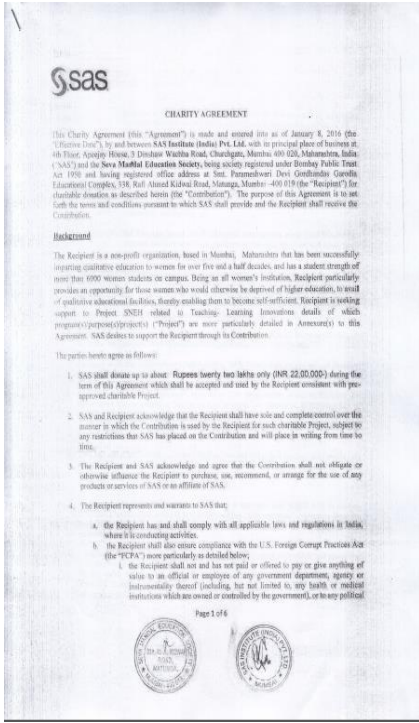 sas
CHARITY AGREEMENT
This Charity Agreement (this "Agreement") is made and entered into as of January 8, 2016 (the
"Effective Date"), by and between SAS Institute (India) Pvt. Ltd. with its principal place of business at
4th Floor, Apeejay House, 3 Dinshaw Wachha Road, Churchgate, Mumbai 400 020, Maharashtra, India
("SAS") and the Seva Mandal Education Society, being society registered under Bombay Public Trust
Act 1950 and having registered office address at Smt. Parameshwari Devi Gordhandas Garodia
Educational Complex, 338, Rafi Ahmed Kidwai Road, Matunga, Mumbai -400 019 (the "Recipient") for
charitable donation as described herein (the "Contribution"). The purpose of this Agreement is to set
forth the terms and conditions pursuant to which SAS shall provide and the Recipient shall receive the
Contribution.
Background
The Recipient is a non-profit organization, based in Mumbai, Maharashtra that has been successfully
imparting qualitative education to women for over five and a half decades, and has a student strength of
more than 6000 women students on campus. Being an all women's institution, Recipient particularly
provides an opportunity for those women who would otherwise be deprived of higher education, to avail
of qualitative educational facilities, thereby enabling them to become self-sufficient. Recipient is seeking
support to Project SNEH related to Teaching- Learning Innovations details of which
program(s)/purpose(s)/project(s) ("Project") are more particularly detailed in Annexure(s) to this
Agreement. SAS desires to support the Recipient through its Contribution.
The parties hereto agree as follows:
1. SAS shall donate up to about Rupees twenty two lakhs only (INR 22,00,000-) during the
term of this Agreement which shall be accepted and used by the Recipient consistent with pre-
approved charitable Project.
2. SAS and Recipient acknowledge that the Recipient shall have sole and complete control over the
manner in which the Contribution is used by the Recipient for such charitable Project, subject to
any restrictions that SAS has placed on the Contribution and will place in writing from time to
time.
3. The Recipient and SAS acknowledge and agree that the Contribution shall not obligate or
otherwise influence the Recipient to purchase, use, recommend, or arrange for the use of any
products or services of SAS or an affiliate of SAS.
4. The Recipient represents and warrants to SAS that;
a. the Recipient has and shall comply with all applicable laws and regulations in India,
where it is conducting activities.
b. the Recipient shall also ensure compliance with the U.S. Foreign Corrupt Practices Act
(the "FCPA") more particularly as detailed below;
i. the Recipient shall not and has not paid or offered to pay or give anything of
value to an official or employee of any government department, agency or
instrumentality thereof (including, but not limited to, any health or medical
institutions which are owned or controlled by the government), or to any political
Page 1 of 6
SEVA MANDAL EDUCATION SOCIETY
ROAD,
MATUNGA,
SAS INSTITUTE (INDIA) PVT. LTD.
MUMBAI